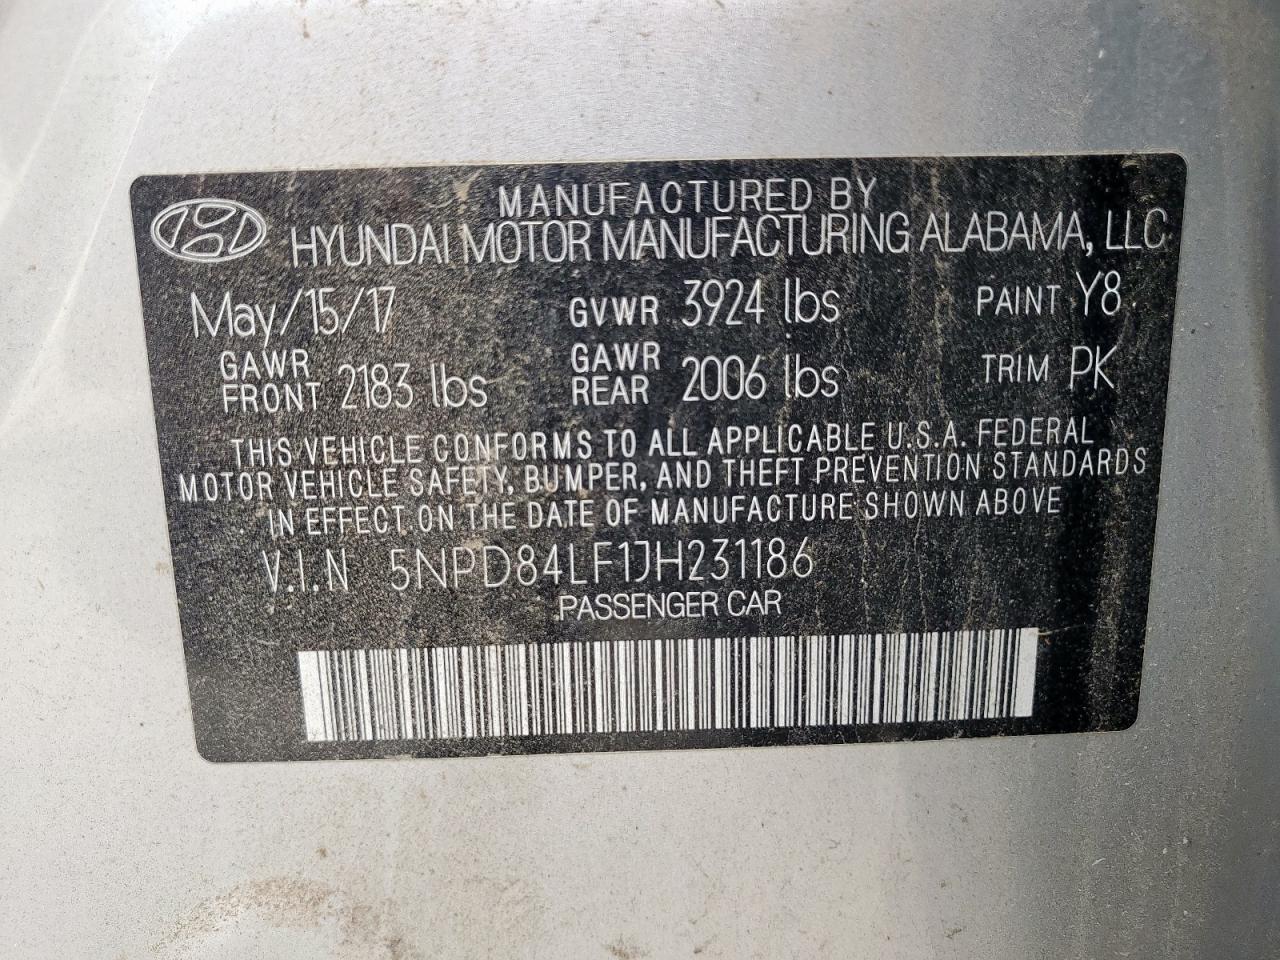 MANUFACTURED BY
HYUNDAI MOTOR MANUFACTURING ALABAMA, LLC
May/15/17 GVWR 3924 lbs PAINT Y8
GAWR FRONT 2183 lbs GAWR REAR 2006 lbs TRIM PK
THIS VEHICLE CONFORMS TO ALL APPLICABLE U.S.A. FEDERAL
MOTOR VEHICLE SAFETY, BUMPER, AND THEFT PREVENTION STANDARDS
IN EFFECT ON THE DATE OF MANUFACTURE SHOWN ABOVE
V.I.N 5NPD84LF1JH231186
PASSENGER CAR